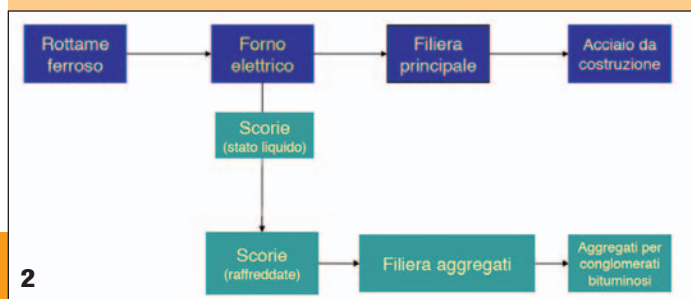 Rottame
ferroso
Forno
elettrico
Filiera
principale
Acciaio da
costruzione
Scorie
(stato liquido)
Scorie
(raffreddate)
Filiera aggregati
Aggregati per
conglomerati
bituminosi
2